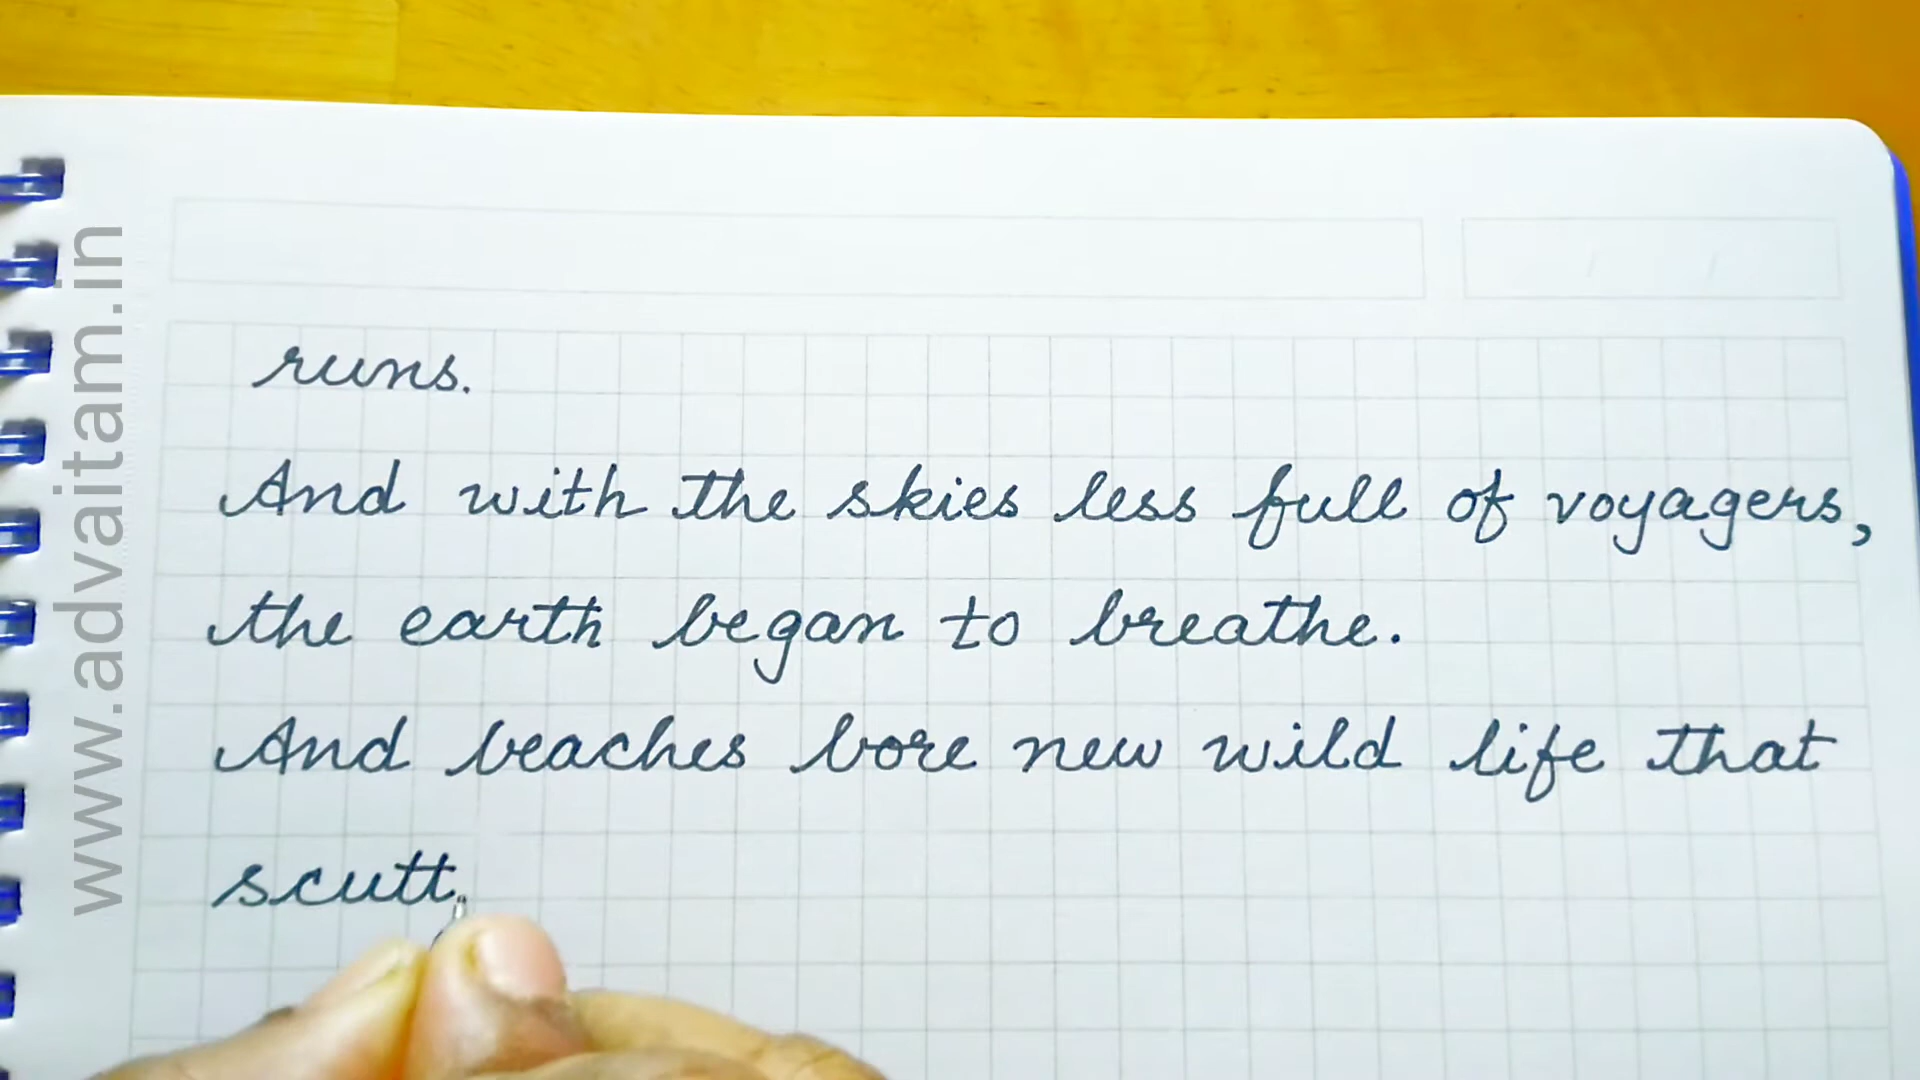 www.advaitam.in
runs.
And with the skies less full of voyagers,
the earth began to breathe.
And beaches bore new wild life that
scutt